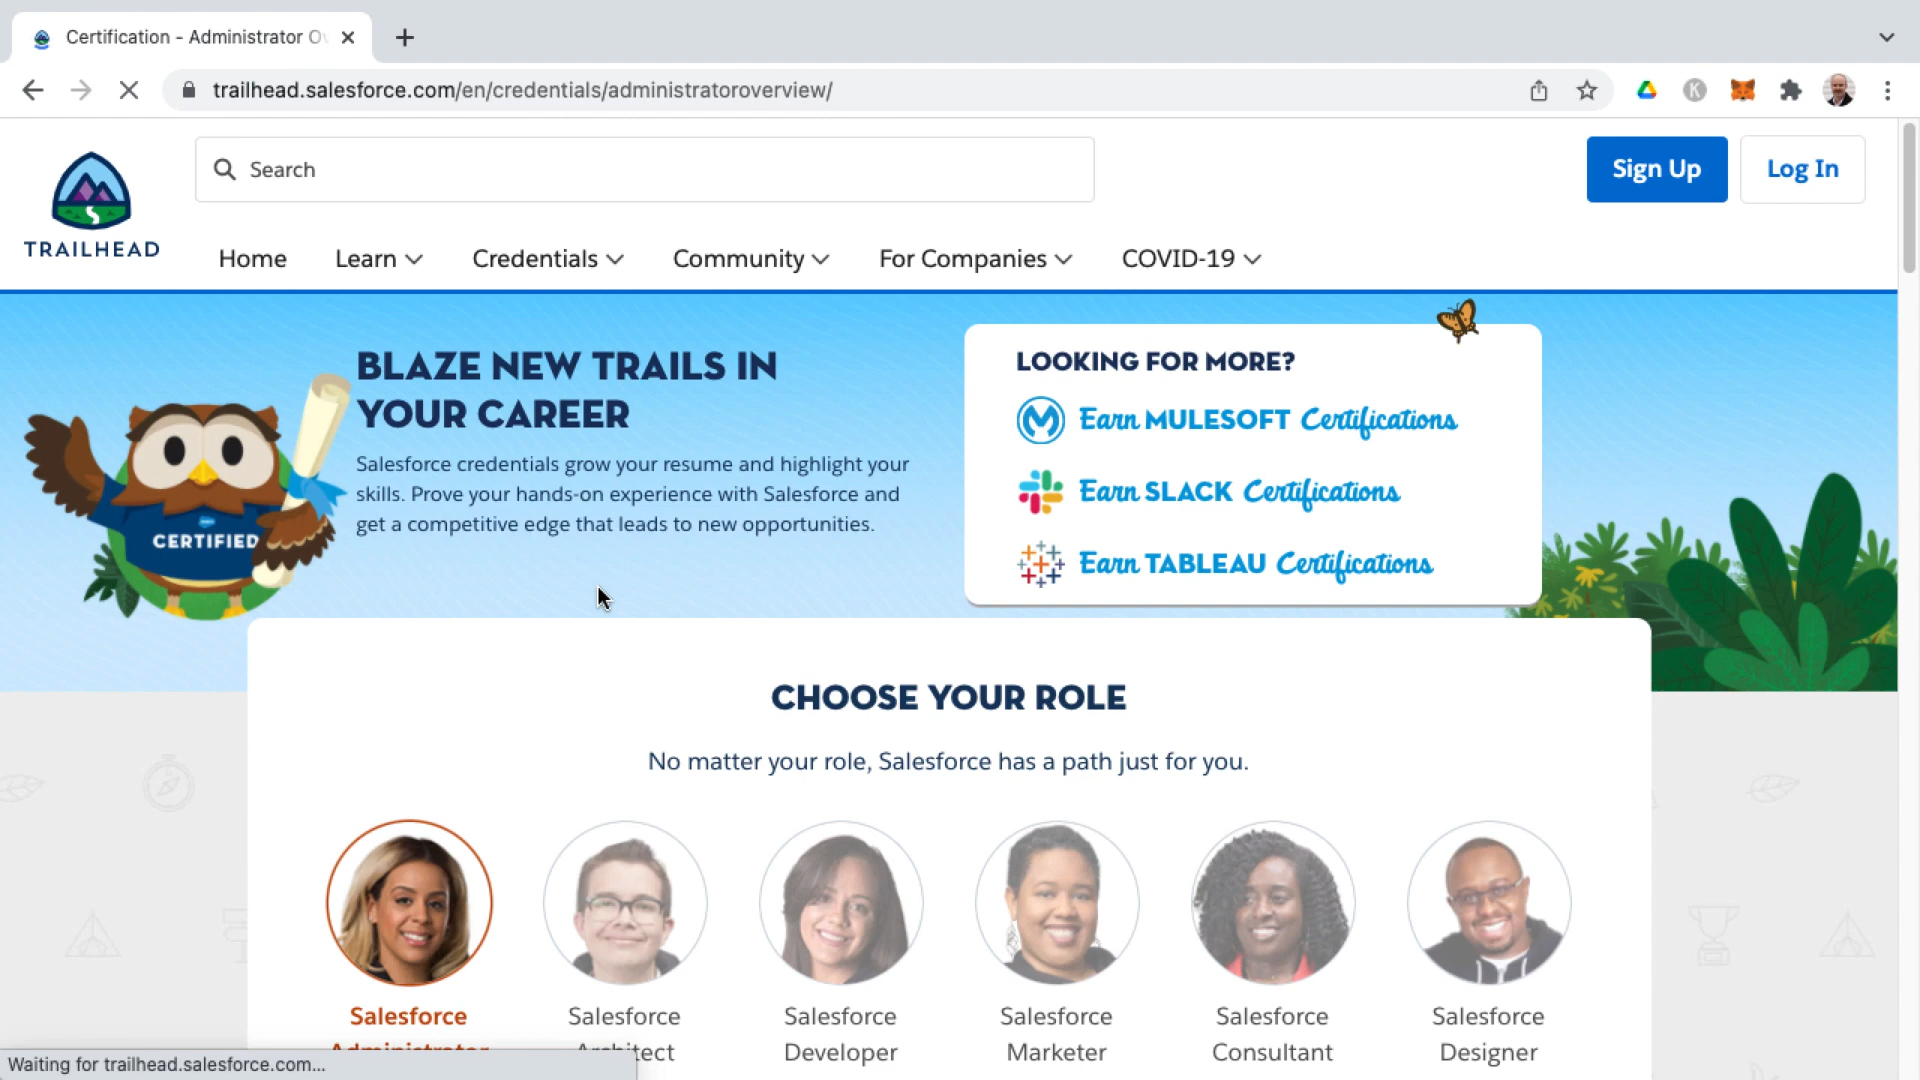 Certification - Administrator Ov
trailhead.salesforce.com/en/credentials/administratoroverview/
K
TRAILHEAD
Search
Sign Up
Log In
Home
Learn
Credentials
Community
For Companies
COVID-19
CERTIFIED
BLAZE NEW TRAILS IN
YOUR CAREER
Salesforce credentials grow your resume and highlight your
skills. Prove your hands-on experience with Salesforce and
get a competitive edge that leads to new opportunities.
LOOKING FOR MORE?
Earn MULESOFT Certifications
Earn SLACK Certifications
Earn TABLEAU Certifications
CHOOSE YOUR ROLE
No matter your role, Salesforce has a path just for you.
Salesforce
Administrator
Salesforce
Architect
Salesforce
Developer
Salesforce
Marketer
Salesforce
Consultant
Salesforce
Designer
Waiting for trailhead.salesforce.com...